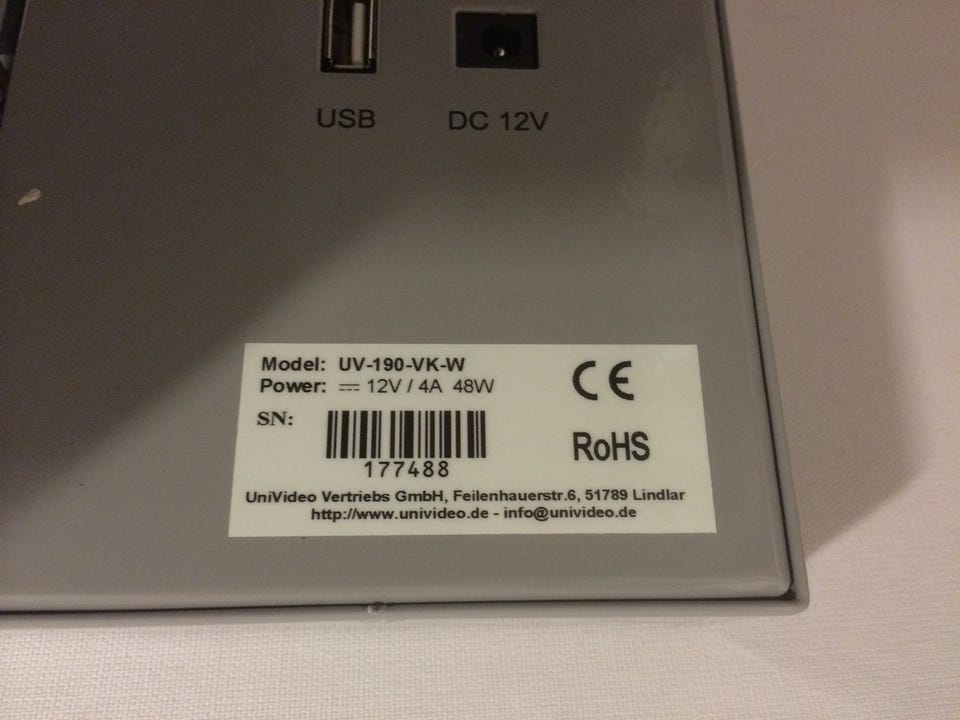 USB
DC 12V
Model: UV-190-VK-W
Power: ⎓ 12V / 4A 48W
CE
SN:
177488
RoHS
UniVideo Vertriebs GmbH, Feilenhauerstr.6, 51789 Lindlar
http://www.univideo.de - info@univideo.de